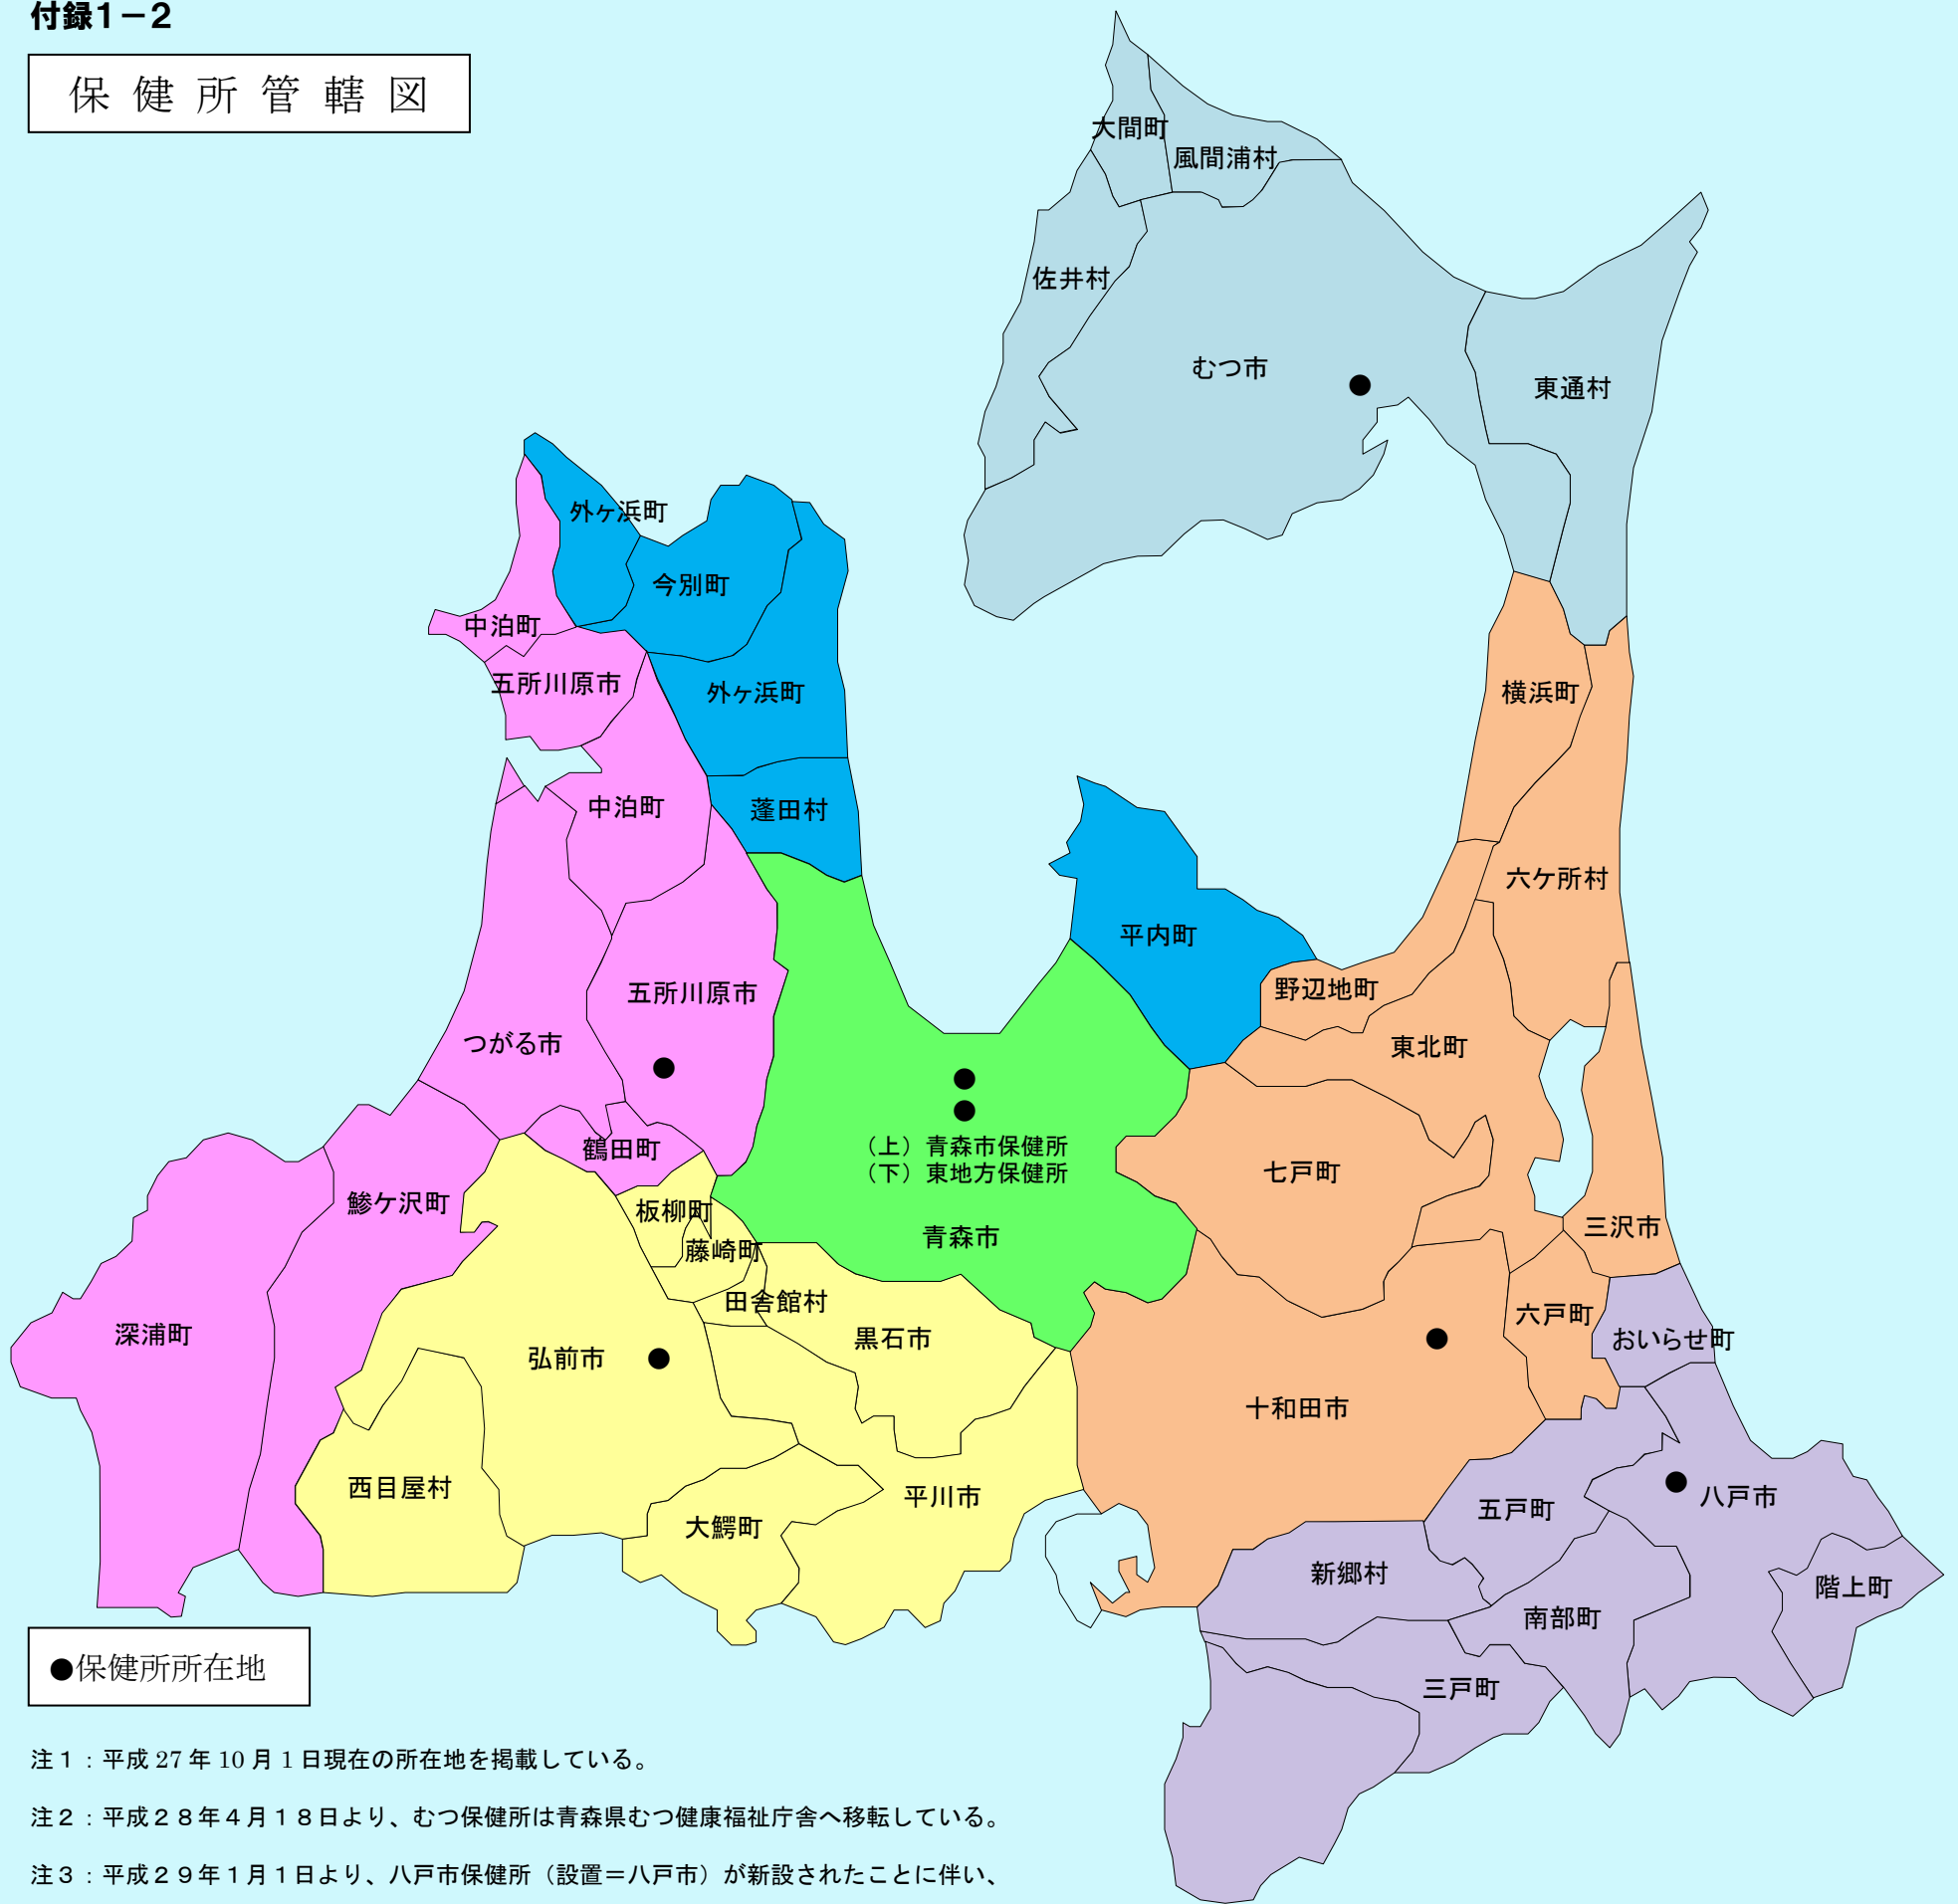 付録1－2
保健所管轄図
大間町
風間浦村
佐井村
むつ市
東通村
外ヶ浜町
今別町
中泊町
五所川原市
外ヶ浜町
横浜町
中泊町
蓬田村
六ケ所村
平内町
野辺地町
五所川原市
つがる市
東北町
（上）青森市保健所
（下）東地方保健所
鶴田町
七戸町
鰺ケ沢町
板柳町
青森市
三沢市
藤崎町
田舎館村
六戸町
深浦町
黒石市
おいらせ町
弘前市
十和田市
西目屋村
平川市
八戸市
五戸町
大鰐町
新郷村
階上町
南部町
三戸町
●保健所所在地
注１：平成 27 年 10 月 1 日現在の所在地を掲載している。
注２：平成２８年４月１８日より、むつ保健所は青森県むつ健康福祉庁舎へ移転している。
注３：平成２９年１月１日より、八戸市保健所（設置＝八戸市）が新設されたことに伴い、